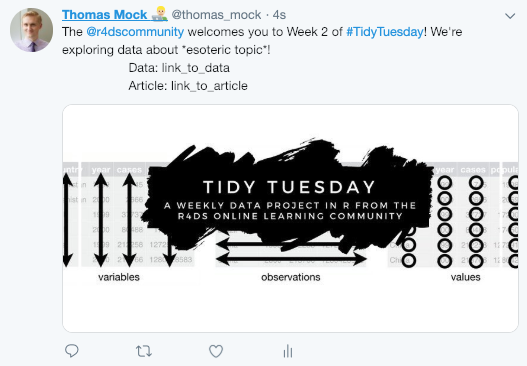 Thomas Mock @thomas_mock · 4s
The @r4dscommunity welcomes you to Week 2 of #TidyTuesday! We're
exploring data about *esoteric topic*!
Data: link_to_data
Article: link_to_article
year cases
year cases
TIDY TUESDAY
A WEEKLY DATA PROJECT IN R FROM THE
R4DS ONLINE LEARNING COMMUNITY
variables
observations
values